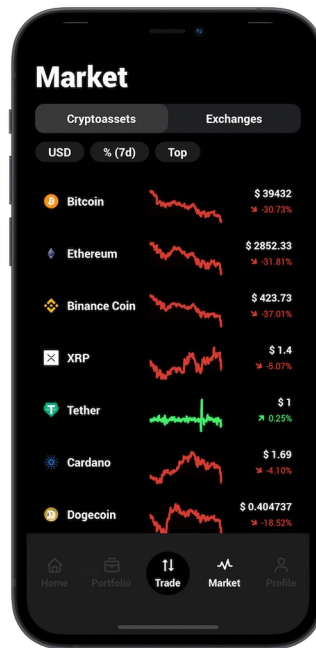 Market
Cryptoassets Exchanges
USD % (7d) Top
Bitcoin $ 39432
-30.73%
Ethereum $ 2852.33
-31.81%
Binance Coin $ 423.73
-37.01%
XRP $ 1.4
-5.07%
Tether $ 1
0.25%
Cardano $ 1.69
-4.10%
Dogecoin $ 0.404737
-18.52%
Home Portfolio Trade Market Profile